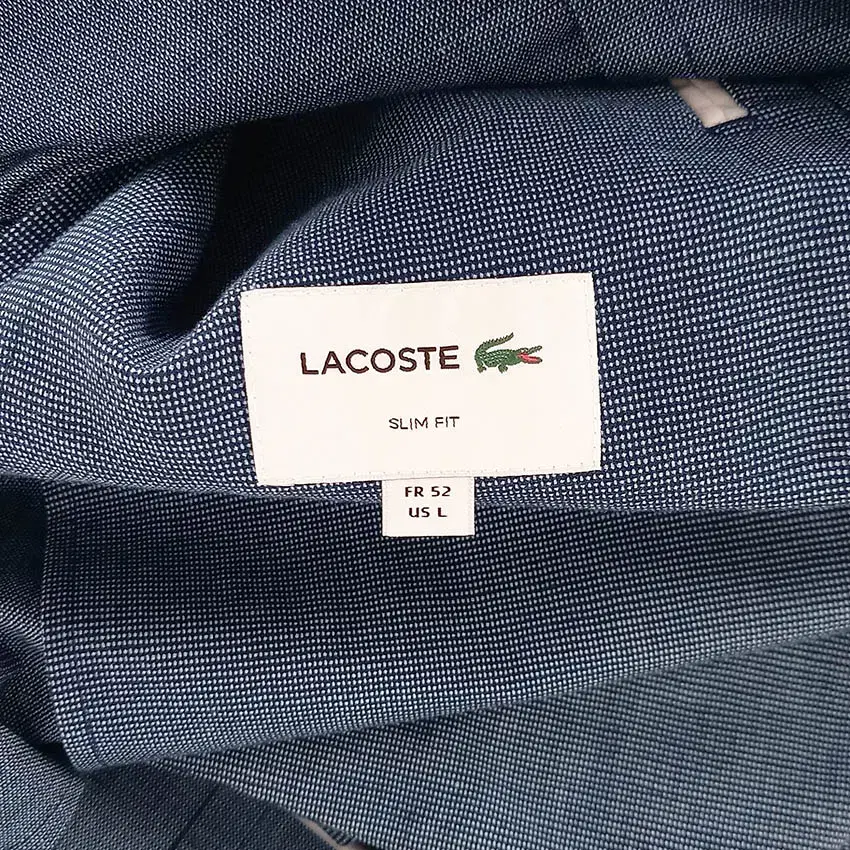 LACOSTE
SLIM FIT
FR 52
US L